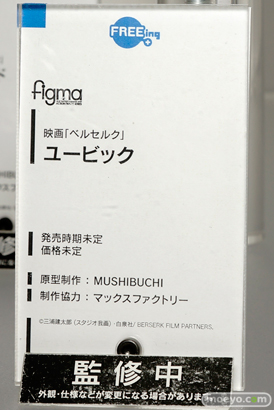 FREEing
figma
映画「ベルセルク」
ユービック
発売時期未定
価格未定
原型制作：MUSHIBUCHI
制作協力：マックスファクトリー
©三浦建太郎（スタジオ我画）・白泉社/ BERSERK FILM PARTNERS.
監修中
外観・仕様などが変更になる場合があります
moeyo.com